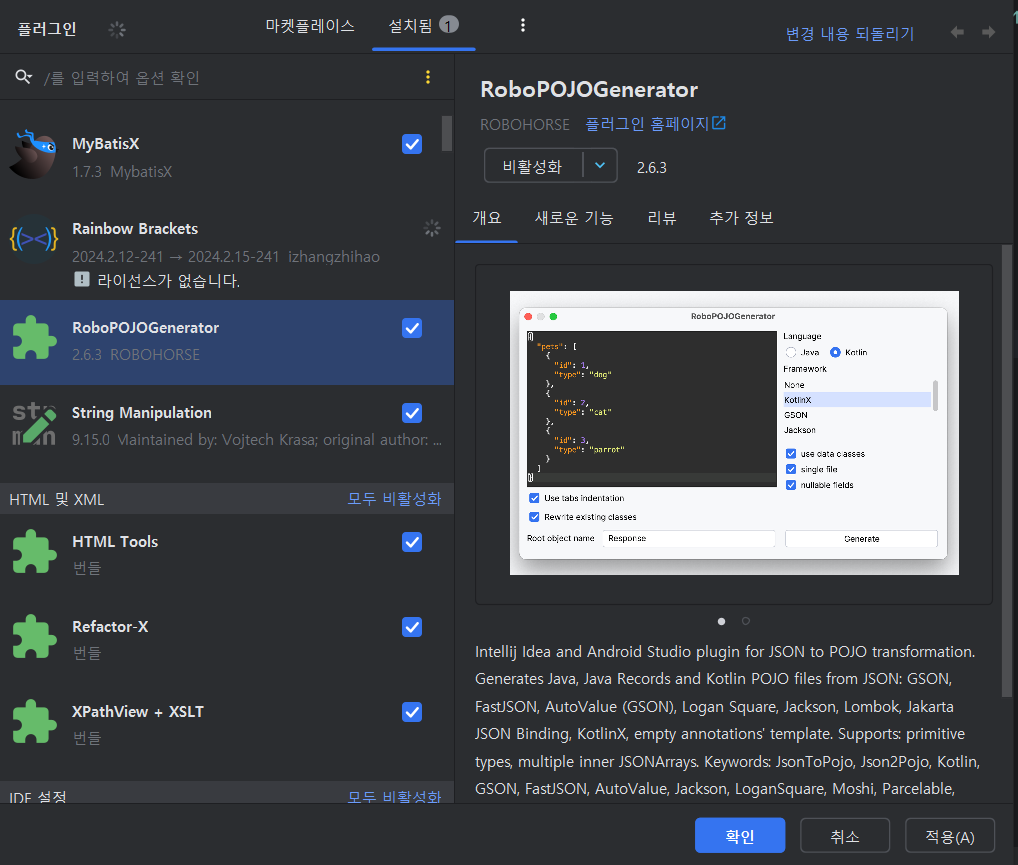 플러그인
마켓플레이스
설치됨 1
변경 내용 되돌리기
/를 입력하여 옵션 확인
MyBatisX
1.7.3 MybatisX
Rainbow Brackets
2024.2.12-241 → 2024.2.15-241 izhangzhihao
라이선스가 없습니다.
RoboPOJOGenerator
2.6.3 ROBOHORSE
String Manipulation
9.15.0 Maintained by: Vojtech Krasa; original author: ...
HTML 및 XML
모두 비활성화
HTML Tools
번들
Refactor-X
번들
XPathView + XSLT
번들
IDE 설정
모두 비활성화
RoboPOJOGenerator
ROBOHORSE 플러그인 홈페이지
비활성화
2.6.3
개요
새로운 기능
리뷰
추가 정보
RoboPOJOGenerator
{
"pets": [
{
"id": 1,
"type": "dog"
},
{
"id": 2,
"type": "cat"
},
{
"id": 3,
"type": "parrot"
}
]
}
Language
Java Kotlin
Framework
None
KotlinX
GSON
Jackson
use data classes
single file
nullable fields
Use tabs indentation
Rewrite existing classes
Root object name Response
Generate
Intellij Idea and Android Studio plugin for JSON to POJO transformation.
Generates Java, Java Records and Kotlin POJO files from JSON: GSON,
FastJSON, AutoValue (GSON), Logan Square, Jackson, Lombok, Jakarta
JSON Binding, KotlinX, empty annotations' template. Supports: primitive
types, multiple inner JSONArrays. Keywords: JsonToPojo, Json2Pojo, Kotlin,
GSON, FastJSON, AutoValue, Jackson, LoganSquare, Moshi, Parcelable,
확인
취소
적용(A)